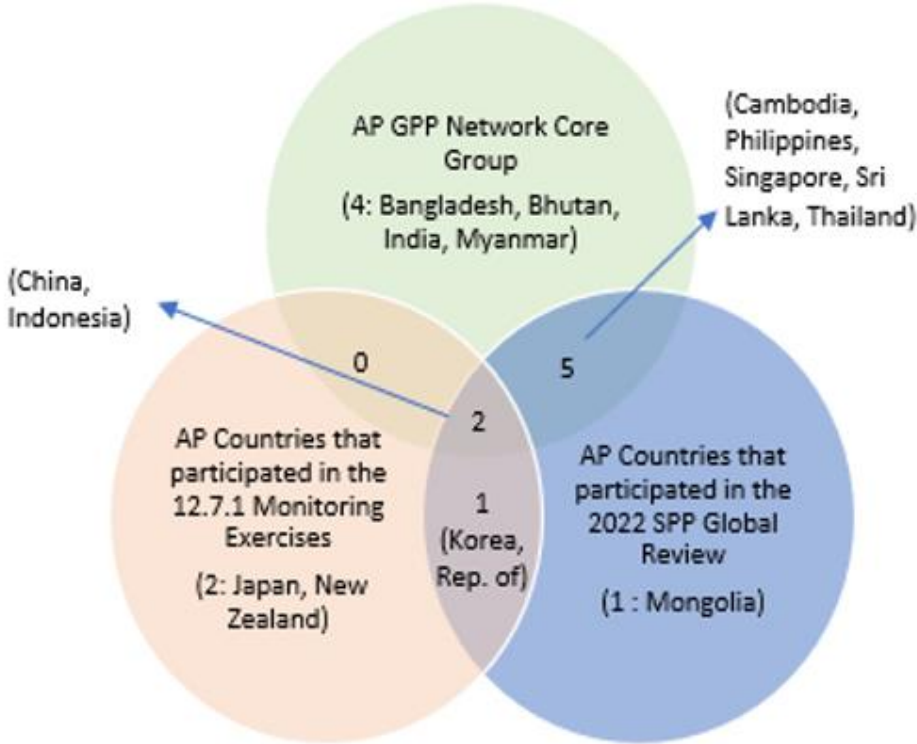 AP GPP Network Core
Group
(4: Bangladesh, Bhutan,
India, Myanmar)
(Cambodia,
Philippines,
Singapore, Sri
Lanka, Thailand)
(China,
Indonesia)
0
5
2
AP Countries that
participated in the
12.7.1 Monitoring
Exercises
(2: Japan, New
Zealand)
1
(Korea,
Rep. of)
AP Countries that
participated in the
2022 SPP Global
Review
(1 : Mongolia)